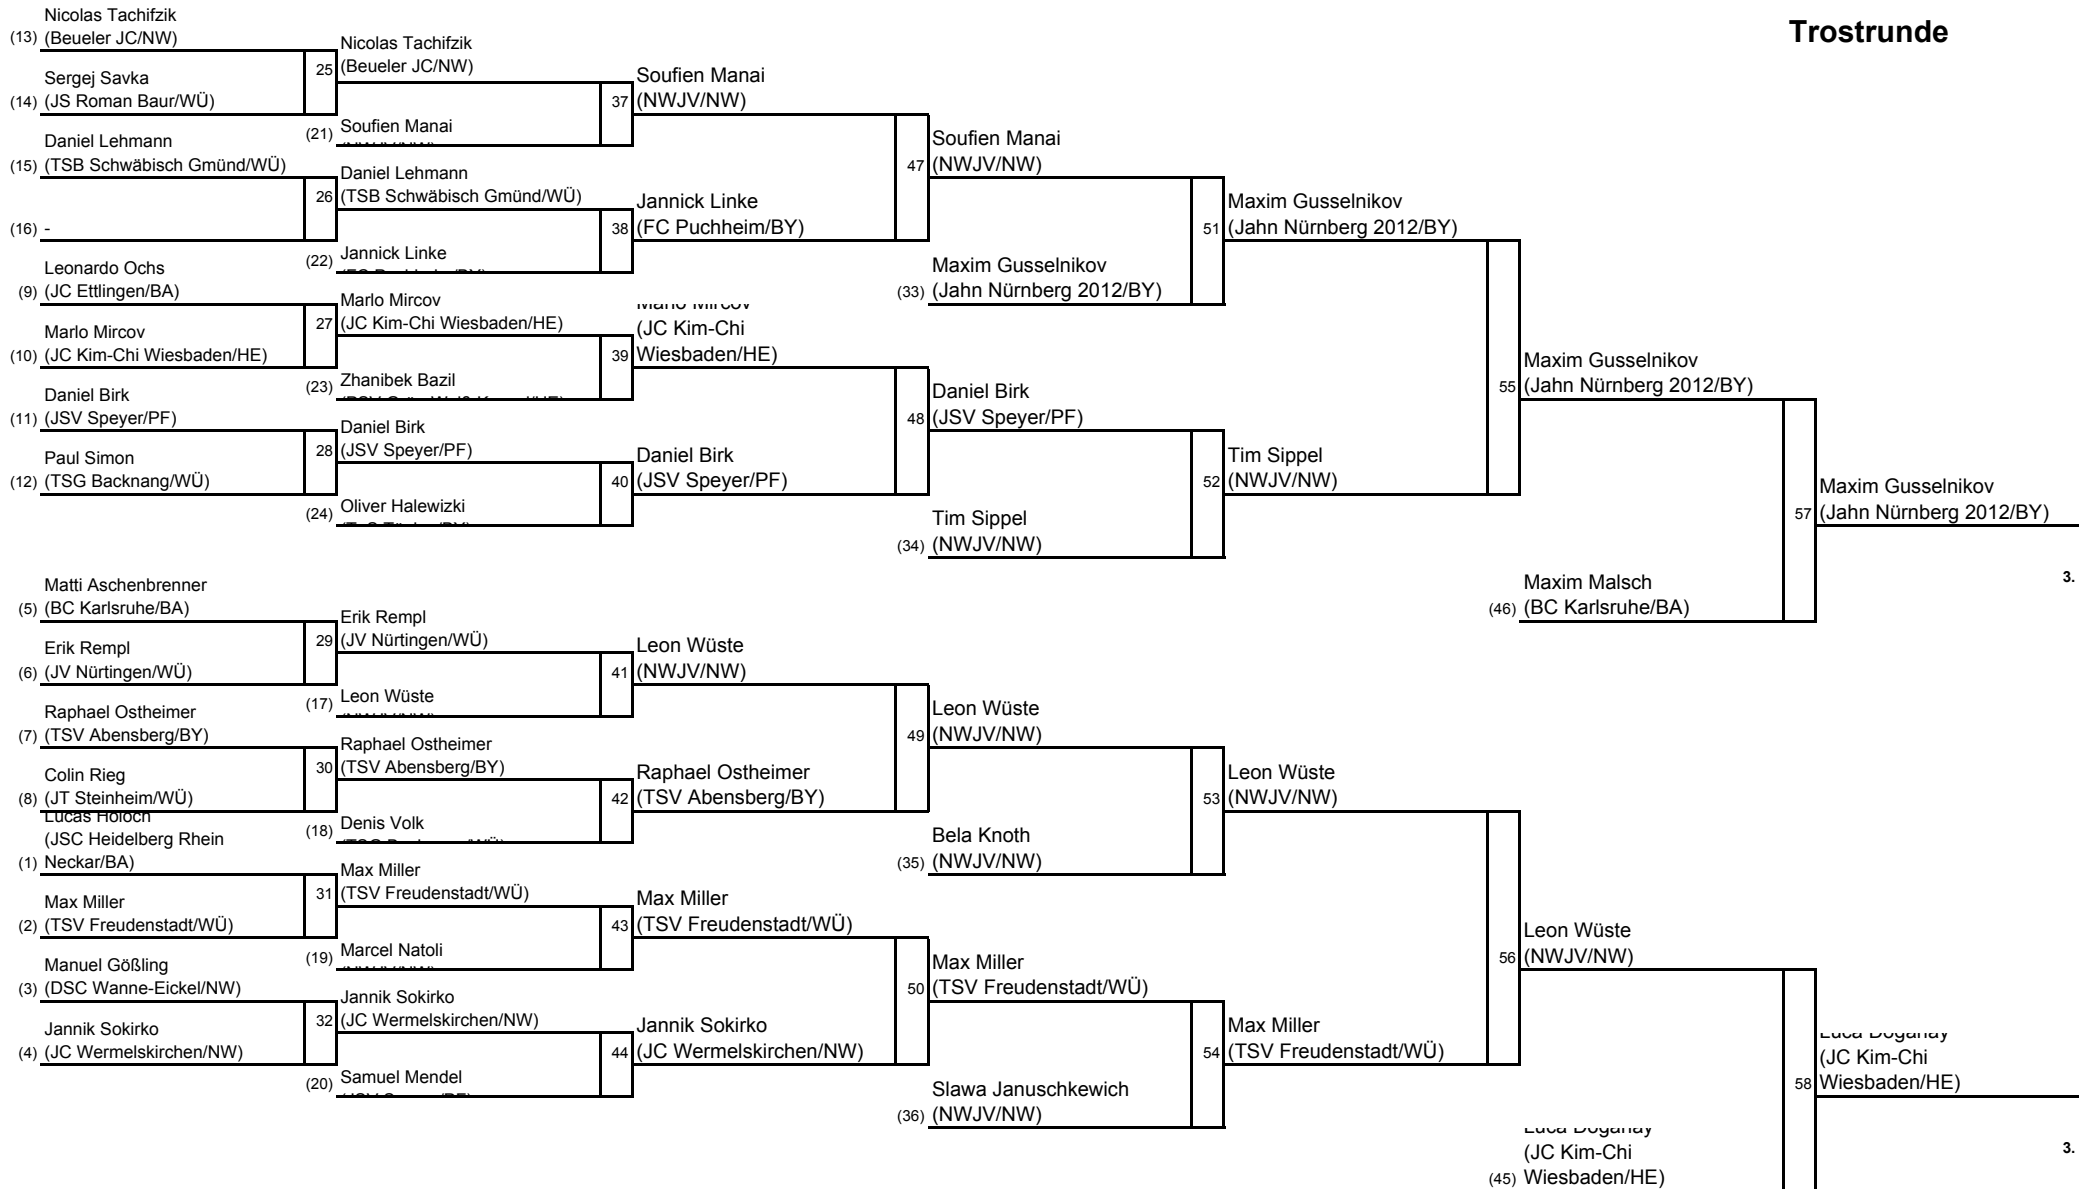 Trostrunde
Nicolas Tachifzik
(13) (Beueler JC/NW)
Sergej Savka
(14) (JS Roman Baur/WÜ)
Daniel Lehmann
(15) (TSB Schwäbisch Gmünd/WÜ)
(16) -
Leonardo Ochs
(9) (JC Ettlingen/BA)
Marlo Mircov
(10) (JC Kim-Chi Wiesbaden/HE)
Daniel Birk
(11) (JSV Speyer/PF)
Paul Simon
(12) (TSG Backnang/WÜ)
Matti Aschenbrenner
(5) (BC Karlsruhe/BA)
Erik Rempl
(6) (JV Nürtingen/WÜ)
Raphael Ostheimer
(7) (TSV Abensberg/BY)
Colin Rieg
(8) (JT Steinheim/WÜ)
Lucas Holoch
(JSC Heidelberg Rhein
(1) Neckar/BA)
Max Miller
(2) (TSV Freudenstadt/WÜ)
Manuel Gößling
(3) (DSC Wanne-Eickel/NW)
Jannik Sokirko
(4) (JC Wermelskirchen/NW)
Nicolas Tachifzik
25 (Beueler JC/NW)
(21) Soufien Manai
Daniel Lehmann
26 (TSB Schwäbisch Gmünd/WÜ)
(22) Jannick Linke
Marlo Mircov
27 (JC Kim-Chi Wiesbaden/HE)
(23) Zhanibek Bazil
Daniel Birk
28 (JSV Speyer/PF)
(24) Oliver Halewizki
Erik Rempl
29 (JV Nürtingen/WÜ)
(17) Leon Wüste
Raphael Ostheimer
30 (TSV Abensberg/BY)
(18) Denis Volk
Max Miller
31 (TSV Freudenstadt/WÜ)
(19) Marcel Natoli
Jannik Sokirko
32 (JC Wermelskirchen/NW)
(20) Samuel Mendel
Soufien Manai
37 (NWJV/NW)
Jannick Linke
38 (FC Puchheim/BY)
Marlo Mircov
(JC Kim-Chi
39 Wiesbaden/HE)
Daniel Birk
40 (JSV Speyer/PF)
Leon Wüste
41 (NWJV/NW)
Raphael Ostheimer
42 (TSV Abensberg/BY)
Max Miller
43 (TSV Freudenstadt/WÜ)
Jannik Sokirko
44 (JC Wermelskirchen/NW)
Soufien Manai
47 (NWJV/NW)
Maxim Gusselnikov
(33) (Jahn Nürnberg 2012/BY)
Daniel Birk
48 (JSV Speyer/PF)
Tim Sippel
(34) (NWJV/NW)
Leon Wüste
49 (NWJV/NW)
Bela Knoth
(35) (NWJV/NW)
Max Miller
50 (TSV Freudenstadt/WÜ)
Slawa Januschkewich
(36) (NWJV/NW)
Maxim Gusselnikov
51 (Jahn Nürnberg 2012/BY)
Tim Sippel
52 (NWJV/NW)
Leon Wüste
53 (NWJV/NW)
Max Miller
54 (TSV Freudenstadt/WÜ)
Maxim Gusselnikov
55 (Jahn Nürnberg 2012/BY)
Maxim Malsch
(46) (BC Karlsruhe/BA)
Leon Wüste
56 (NWJV/NW)
Luca Doganay
(JC Kim-Chi
(45) Wiesbaden/HE)
Maxim Gusselnikov
57 (Jahn Nürnberg 2012/BY)
3.
Luca Doganay
(JC Kim-Chi
58 Wiesbaden/HE)
3.